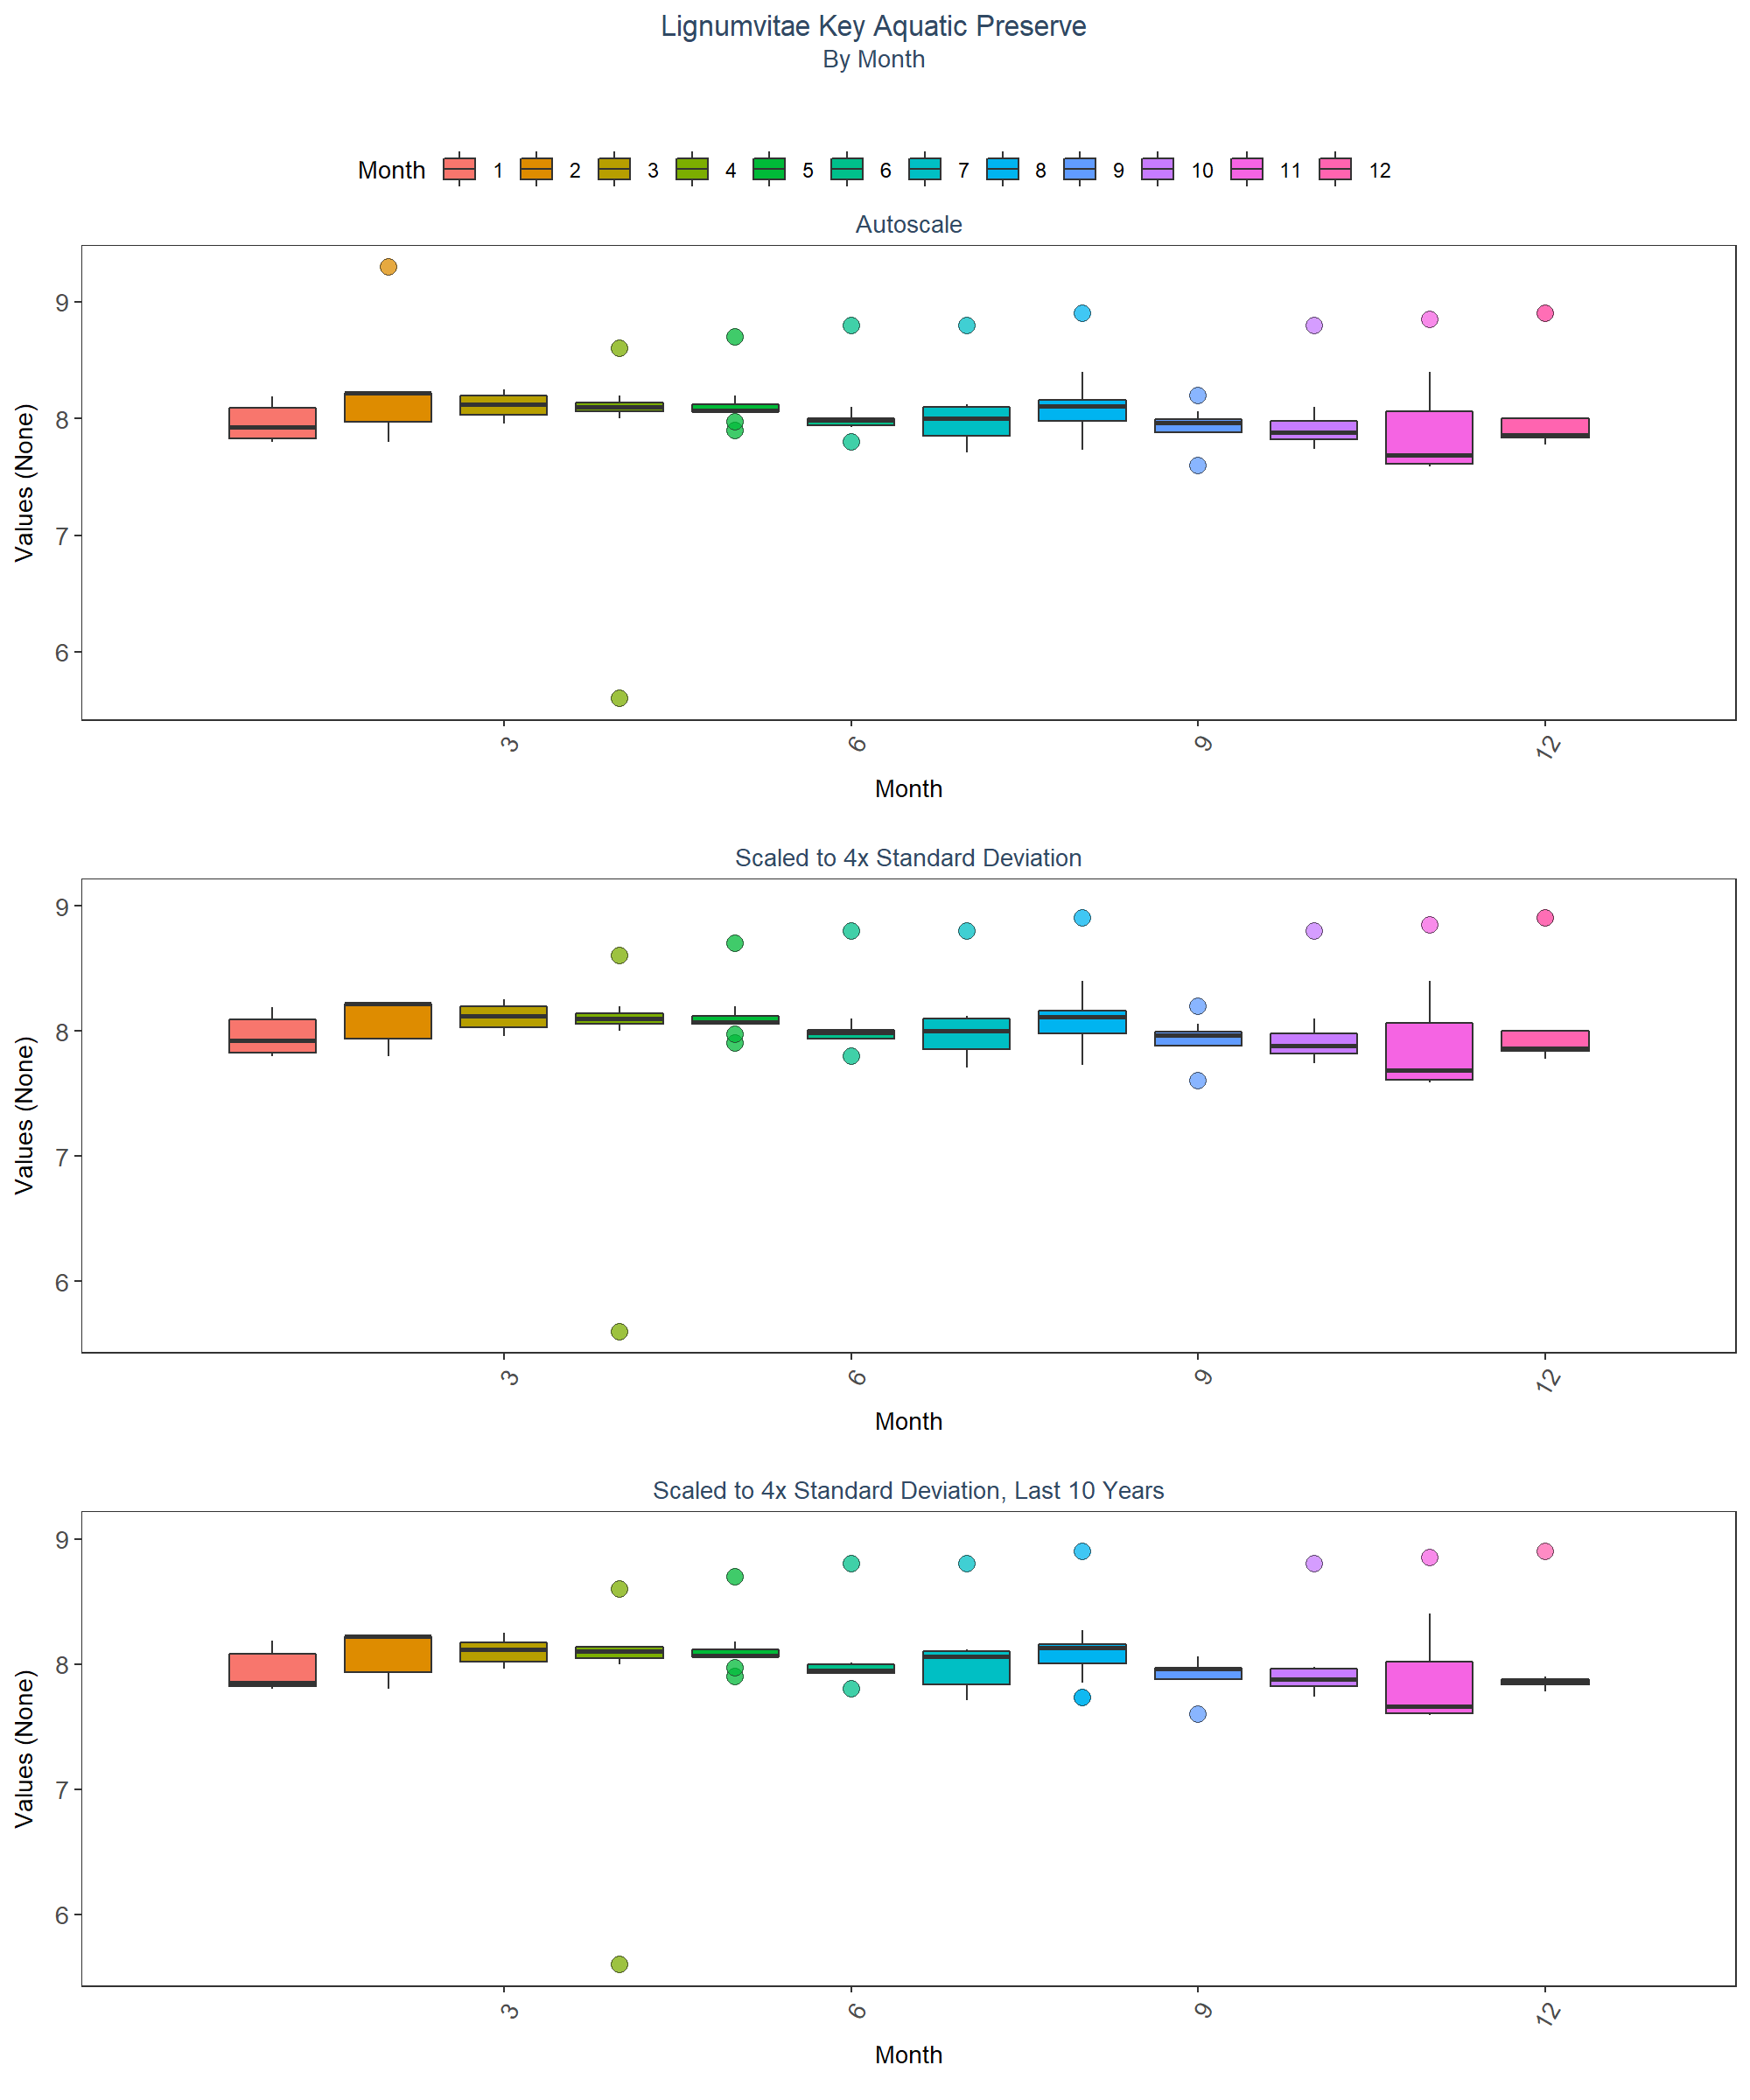 Lignumvitae Key Aquatic Preserve
By Month
Month 1 2 3 4 5 6 7 8 9 10 11 12
Autoscale
Values (None)
9
8
7
6
3 6 9 12
Month
Scaled to 4x Standard Deviation
Values (None)
9
8
7
6
3 6 9 12
Month
Scaled to 4x Standard Deviation, Last 10 Years
Values (None)
9
8
7
6
3 6 9 12
Month